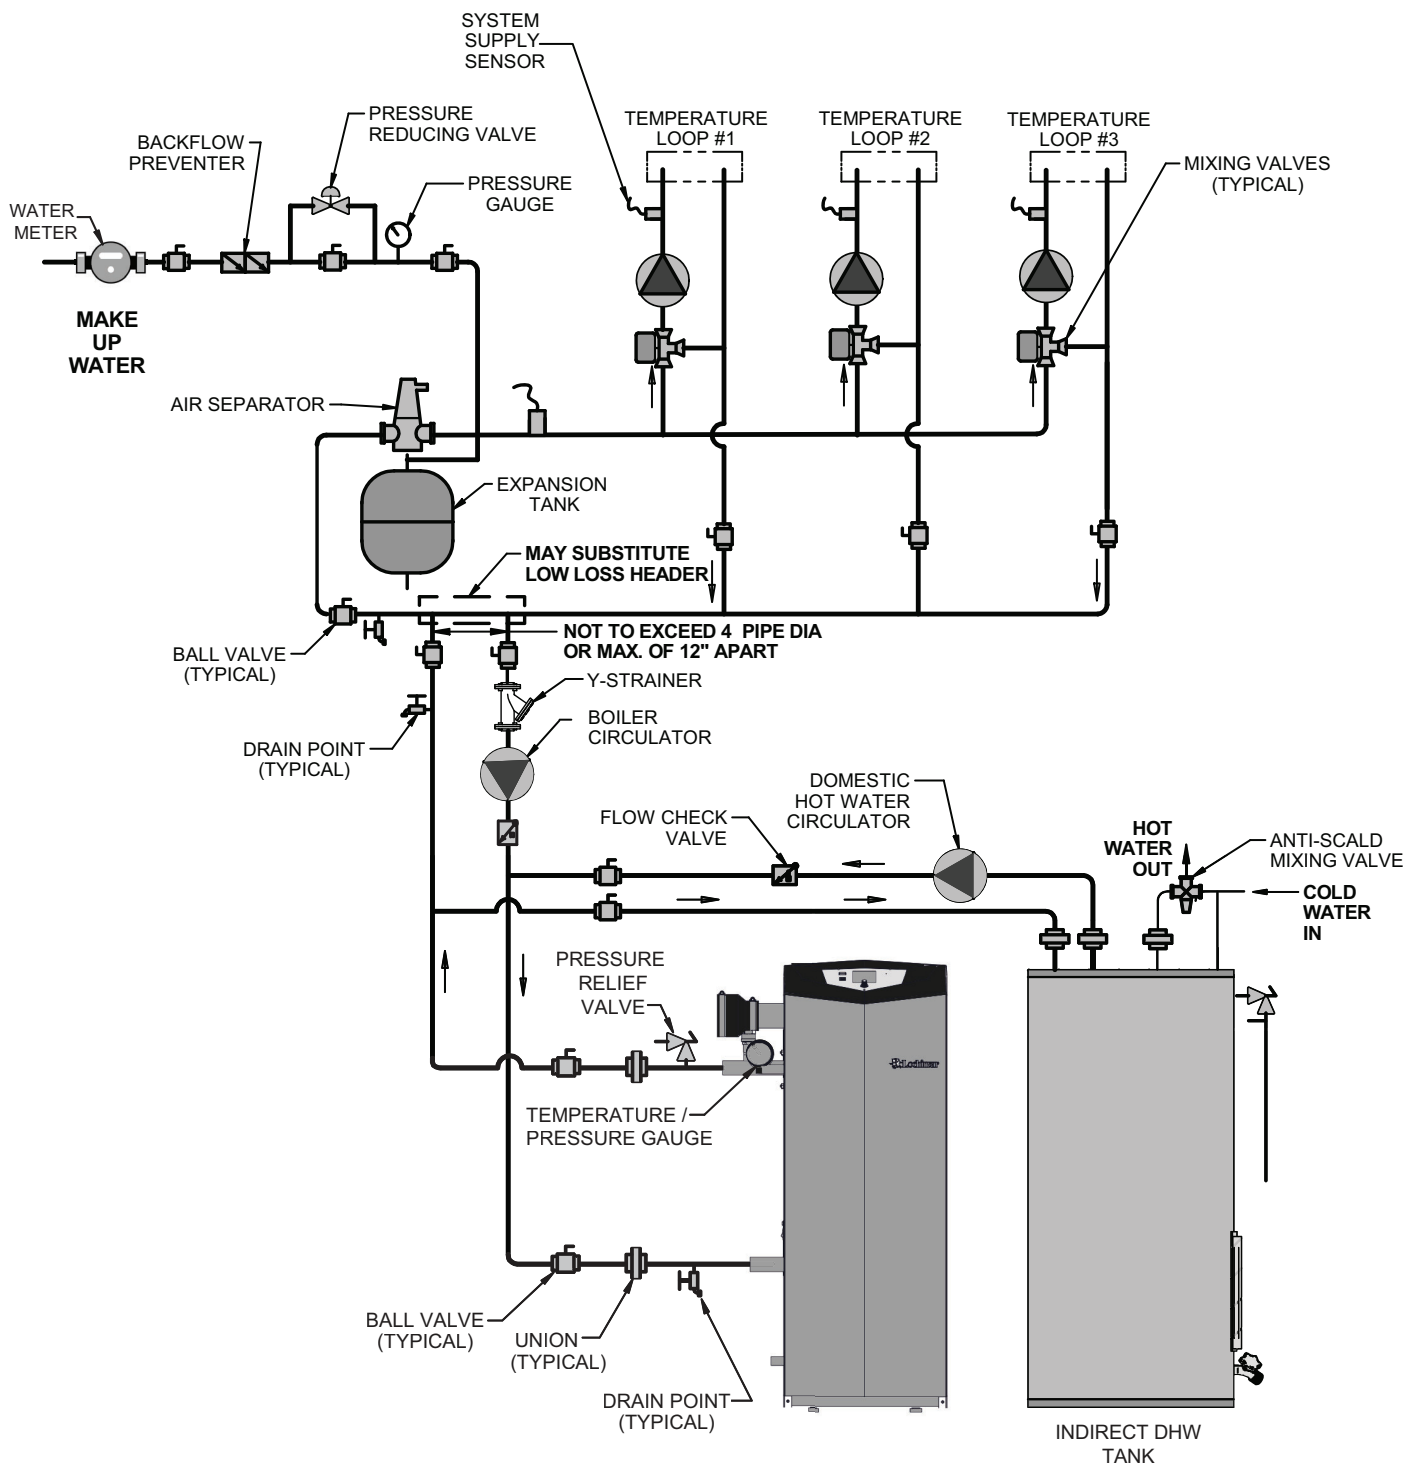 SYSTEM
SUPPLY
SENSOR
PRESSURE
REDUCING VALVE
BACKFLOW
PREVENTER
PRESSURE
GAUGE
WATER
METER
MAKE
UP
WATER
TEMPERATURE
LOOP #1
TEMPERATURE
LOOP #2
TEMPERATURE
LOOP #3
MIXING VALVES
(TYPICAL)
AIR SEPARATOR
EXPANSION
TANK
MAY SUBSTITUTE
LOW LOSS HEADER
NOT TO EXCEED 4 PIPE DIA
OR MAX. OF 12" APART
BALL VALVE
(TYPICAL)
Y-STRAINER
BOILER
CIRCULATOR
DRAIN POINT
(TYPICAL)
DOMESTIC
HOT WATER
CIRCULATOR
FLOW CHECK
VALVE
HOT
WATER
OUT
ANTI-SCALD
MIXING VALVE
COLD
WATER
IN
PRESSURE
RELIEF
VALVE
Lochinvar
TEMPERATURE /
PRESSURE GAUGE
BALL VALVE
(TYPICAL)
UNION
(TYPICAL)
DRAIN POINT
(TYPICAL)
INDIRECT DHW
TANK